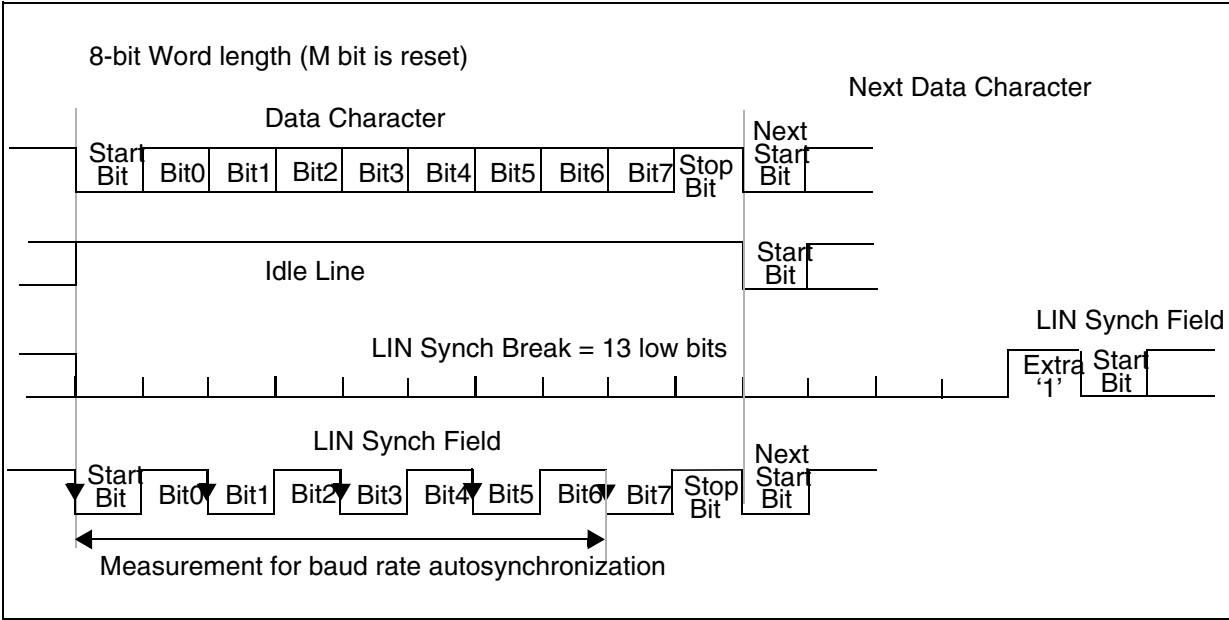 8-bit Word length (M bit is reset)
Next Data Character
Data Character
Start Bit
Bit0 Bit1 Bit2 Bit3 Bit4 Bit5 Bit6 Bit7
Stop Bit
Next Start Bit
Idle Line
Start Bit
LIN Synch Field
LIN Synch Break = 13 low bits
Extra ‘1’
Start Bit
LIN Synch Field
Start Bit
Bit0 Bit1 Bit2 Bit3 Bit4 Bit5 Bit6 Bit7
Stop Bit
Next Start Bit
Measurement for baud rate autosynchronization